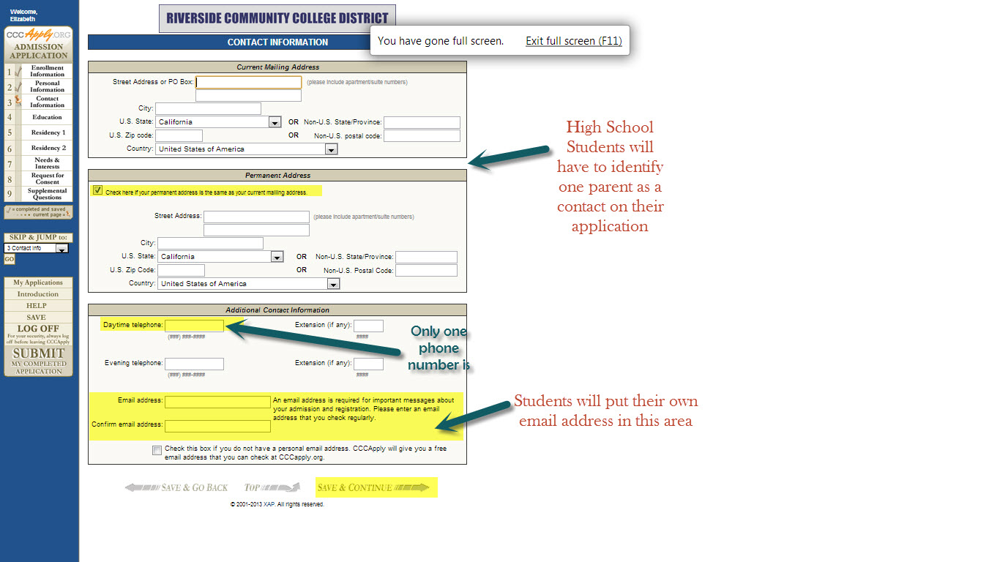 Welcome,
Elizabeth
CCC Apply.ORG
ADMISSION
APPLICATION
1 Enrollment
Information
2 Personal
Information
3 Contact
Information
4 Education
5 Residency 1
6 Residency 2
7 Needs &
Interests
8 Request for
Consent
9 Supplemental
Questions
= completed and saved
current page =
SKIP & JUMP to:
3 Contact Info
GO
My Applications
Introduction
HELP
SAVE
LOG OFF
For your security, always log
off before leaving CCCApply
SUBMIT
MY COMPLETED
APPLICATION
RIVERSIDE COMMUNITY COLLEGE DISTRICT
CONTACT INFORMATION
You have gone full screen. Exit full screen (F11)
Current Mailing Address
Street Address or PO Box: (please include apartment/suite numbers)
City:
U.S. State: California OR Non-U.S. State/Province:
U.S. Zip code: OR Non-U.S. postal code:
Country: United States of America
Permanent Address
Check here if your permanent address is the same as your current mailing address.
Street Address: (please include apartment/suite numbers)
City:
U.S. State: California OR Non-U.S. State/Province:
U.S. Zip Code: OR Non-U.S. Postal Code:
Country: United States of America
Additional Contact Information
Daytime telephone: Extension (if any):
(###) ###-#### ####
Evening telephone: Extension (if any):
(###) ###-#### ####
Email address: An email address is required for important messages about
your admission and registration. Please enter an email
address that you check regularly.
Confirm email address:
Check this box if you do not have a personal email address. CCCApply will give you a free
email address that you can check at CCCapply.org.
SAVE & GO BACK TOP SAVE & CONTINUE
© 2001-2013 XAP. All rights reserved.
High School
Students will
have to identify
one parent as a
contact on their
application
Only one
phone
number is
Students will put their own
email address in this area